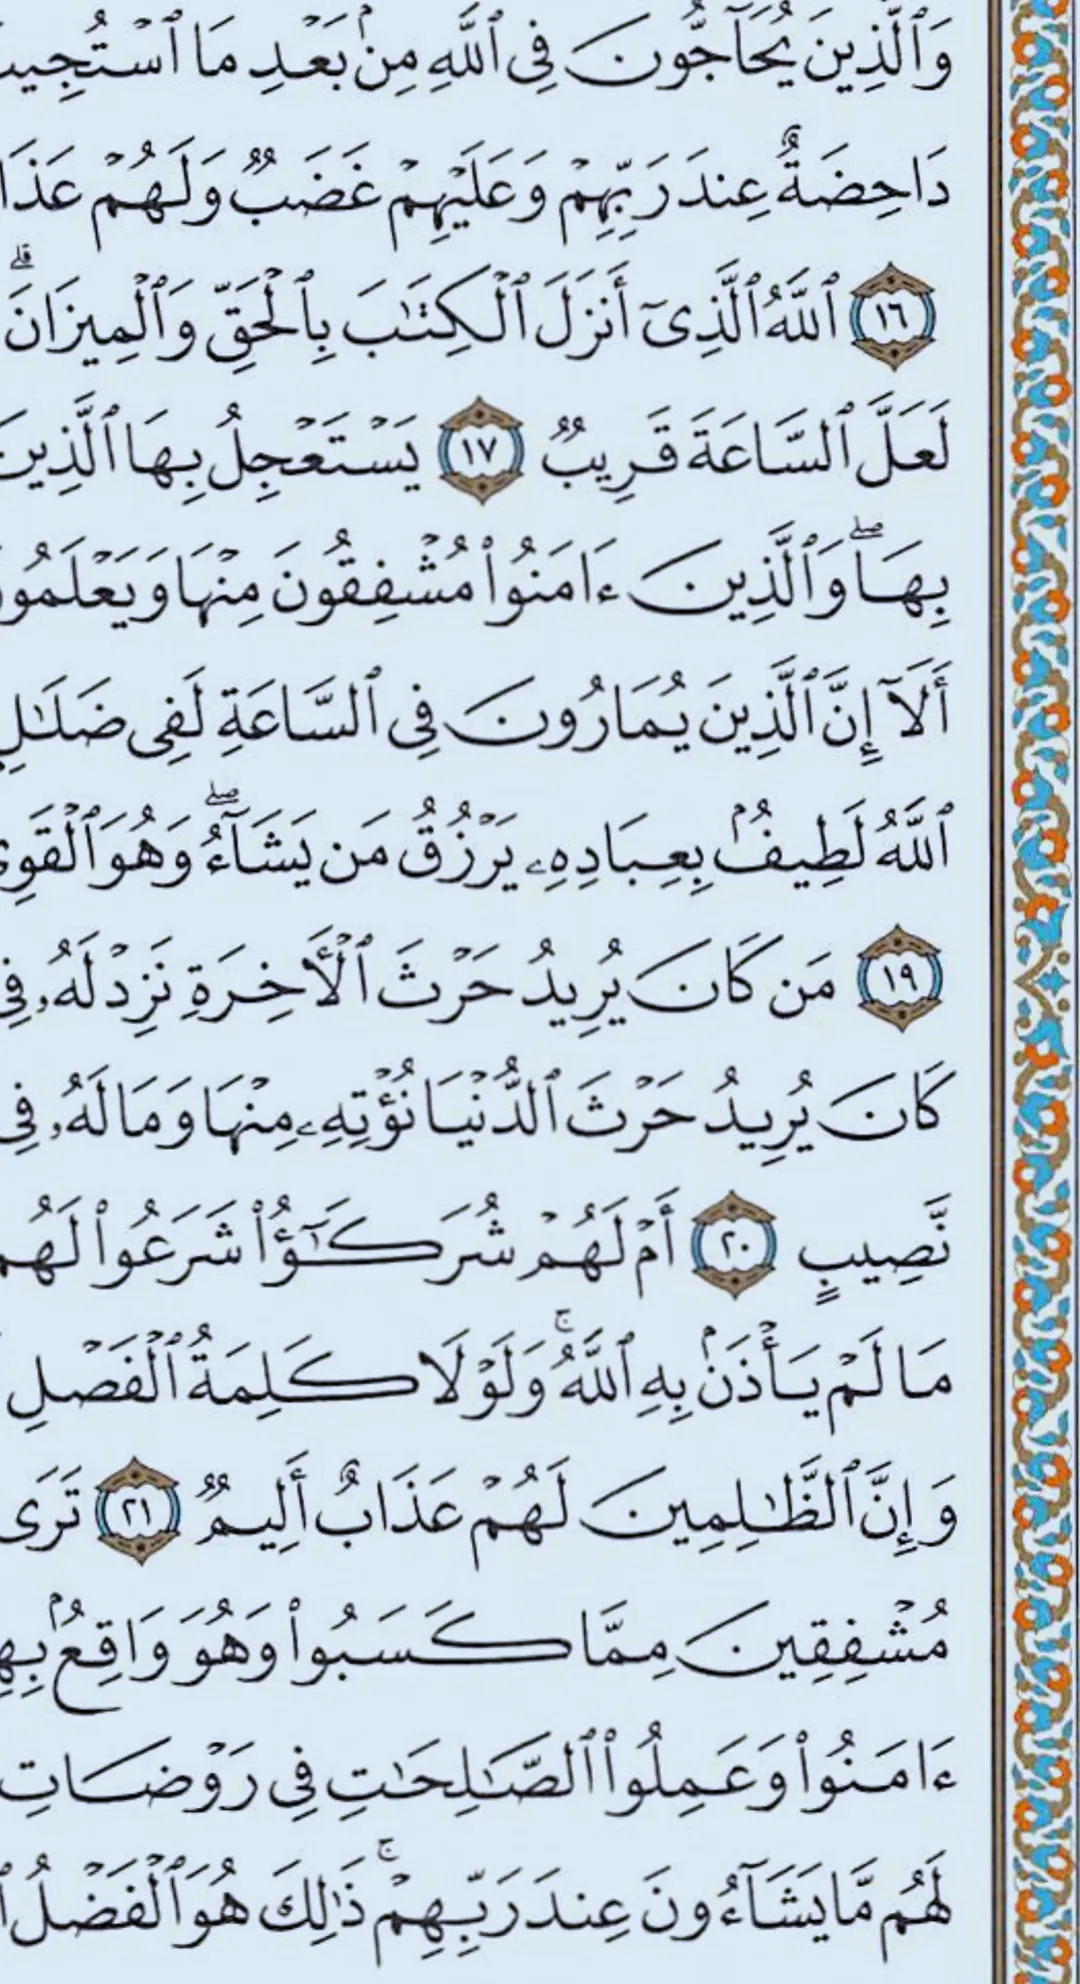 وَٱلَّذِينَ يُحَآجُّونَ فِى ٱللَّهِ مِنۢ بَعْدِ مَا ٱسْتُجِيبَ
دَاحِضَةٌ عِندَ رَبِّهِمْ وَعَلَيْهِمْ غَضَبٌ وَلَهُمْ عَذَا
١٦ ٱللَّهُ ٱلَّذِىٓ أَنزَلَ ٱلْكِتَٰبَ بِٱلْحَقِّ وَٱلْمِيزَانَ ۗ
لَعَلَّ ٱلسَّاعَةَ قَرِيبٌ ١٧ يَسْتَعْجِلُ بِهَا ٱلَّذِينَ
بِهَا ۖ وَٱلَّذِينَ ءَامَنُوا۟ مُشْفِقُونَ مِنْهَا وَيَعْلَمُونَ
أَلَآ إِنَّ ٱلَّذِينَ يُمَارُونَ فِى ٱلسَّاعَةِ لَفِى ضَلَٰلٍ
ٱللَّهُ لَطِيفٌۢ بِعِبَادِهِۦ يَرْزُقُ مَن يَشَآءُ ۖ وَهُوَ ٱلْقَوِى
١٩ مَن كَانَ يُرِيدُ حَرْثَ ٱلْأَخِرَةِ نَزِدْ لَهُۥ فِى
كَانَ يُرِيدُ حَرْثَ ٱلدُّنْيَا نُؤْتِهِۦ مِنْهَا وَمَا لَهُۥ فِى
نَّصِيبٍ ٢٠ أَمْ لَهُمْ شُرَكَٰٓؤُا۟ شَرَعُوا۟ لَهُم
مَا لَمْ يَأْذَنۢ بِهِ ٱللَّهُ ۚ وَلَوْلَا كَلِمَةُ ٱلْفَصْلِ
وَإِنَّ ٱلظَّٰلِمِينَ لَهُمْ عَذَابٌ أَلِيمٌ ٢١ تَرَى
مُشْفِقِينَ مِمَّا كَسَبُوا۟ وَهُوَ وَاقِعٌۢ بِهِ
ءَامَنُوا۟ وَعَمِلُوا۟ ٱلصَّٰلِحَٰتِ فِى رَوْضَاتِ
لَهُم مَّا يَشَآءُونَ عِندَ رَبِّهِمْ ۚ ذَٰلِكَ هُوَ ٱلْفَضْلُ